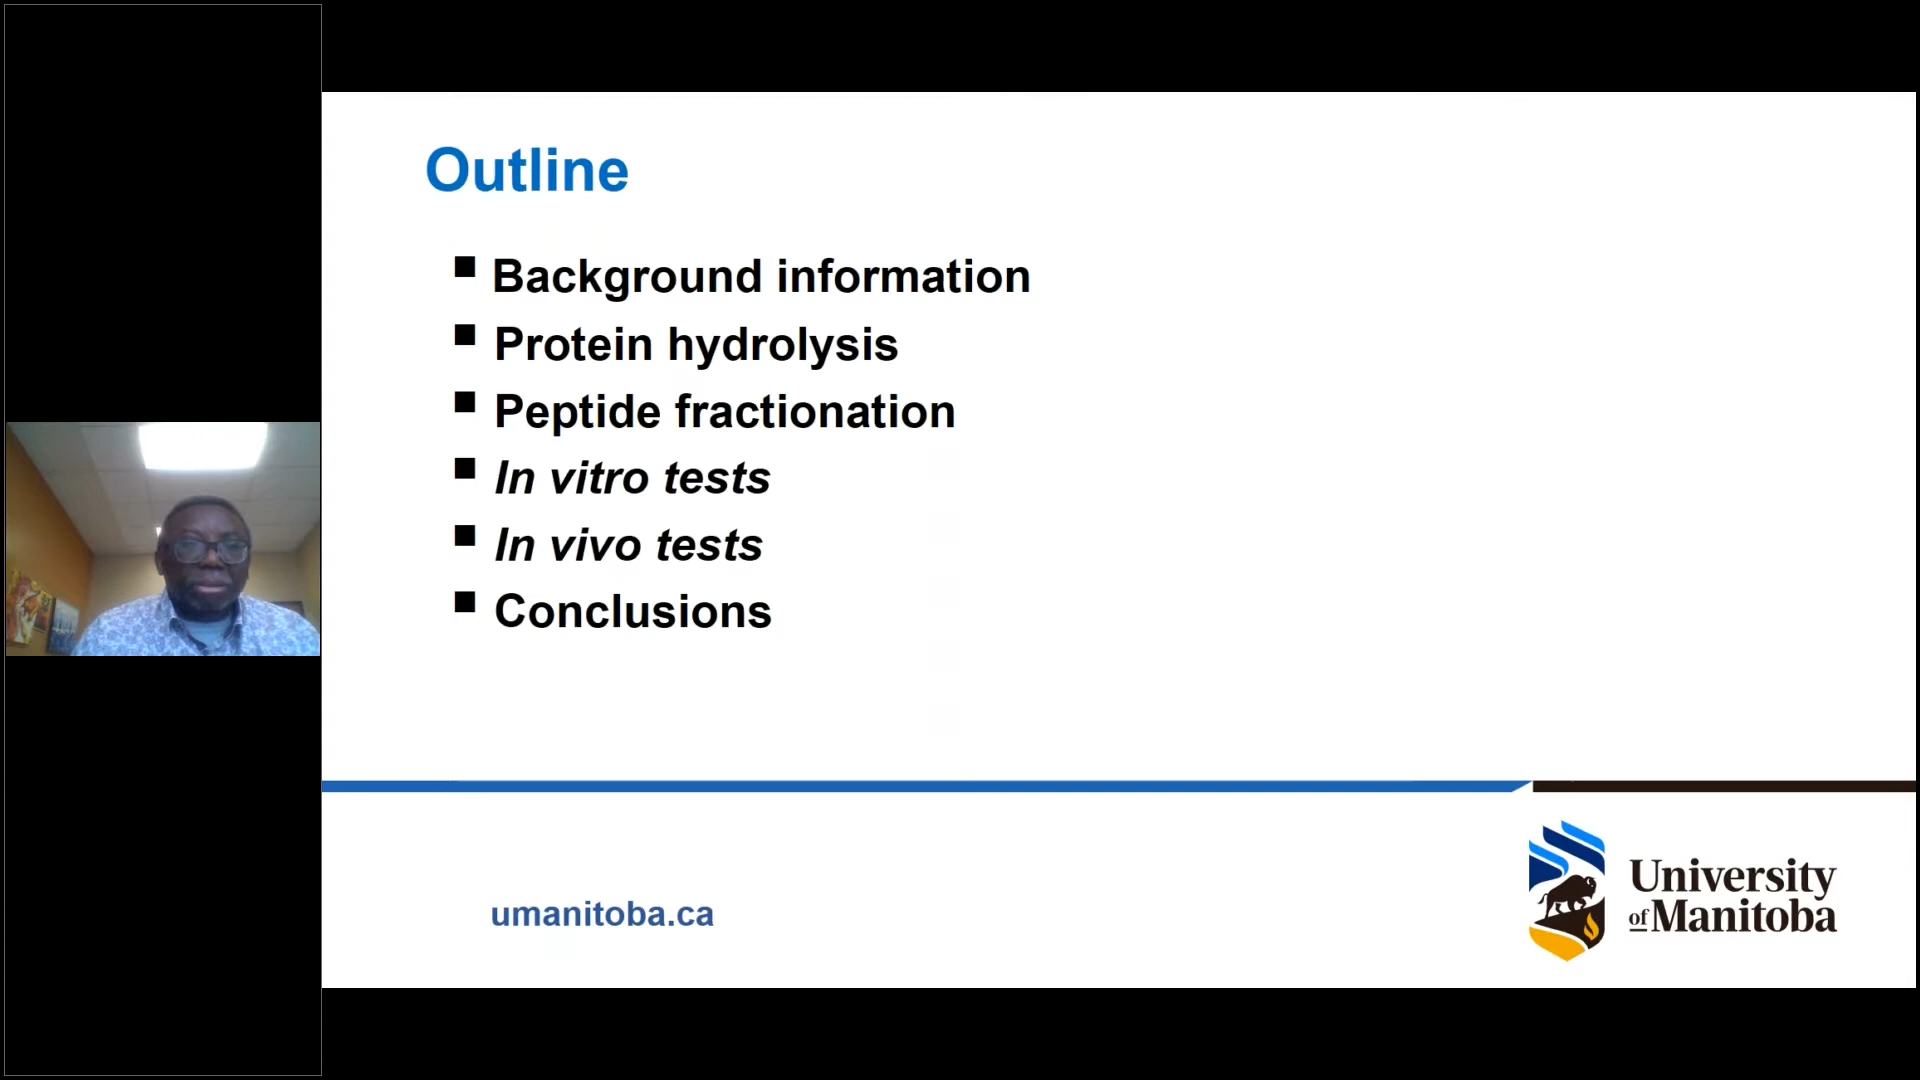 Outline
▪ Background information
▪ Protein hydrolysis
▪ Peptide fractionation
▪ In vitro tests
▪ In vivo tests
▪ Conclusions
umanitoba.ca
University
of Manitoba